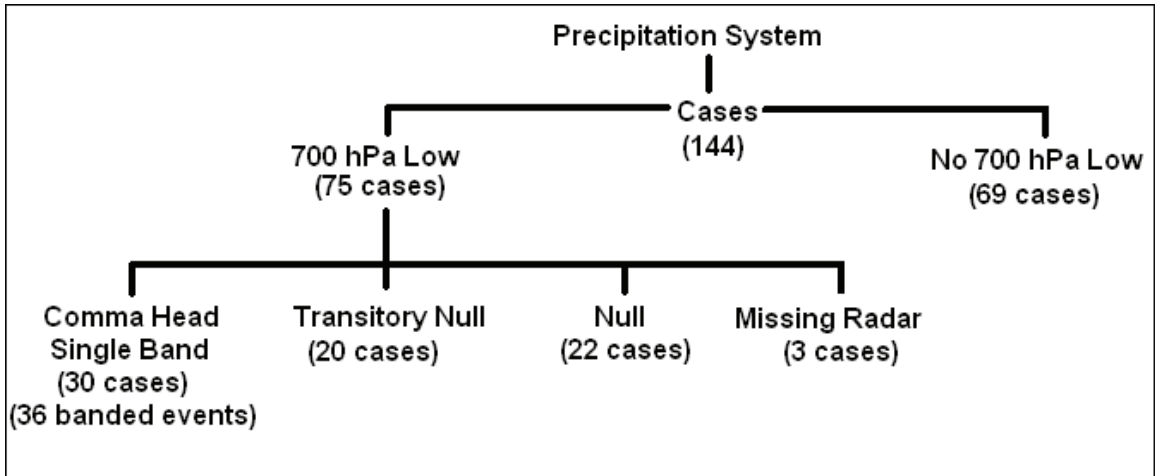 Precipitation System
Cases
(144)
700 hPa Low
(75 cases)
No 700 hPa Low
(69 cases)
Comma Head
Single Band
(30 cases)
(36 banded events)
Transitory Null
(20 cases)
Null
(22 cases)
Missing Radar
(3 cases)